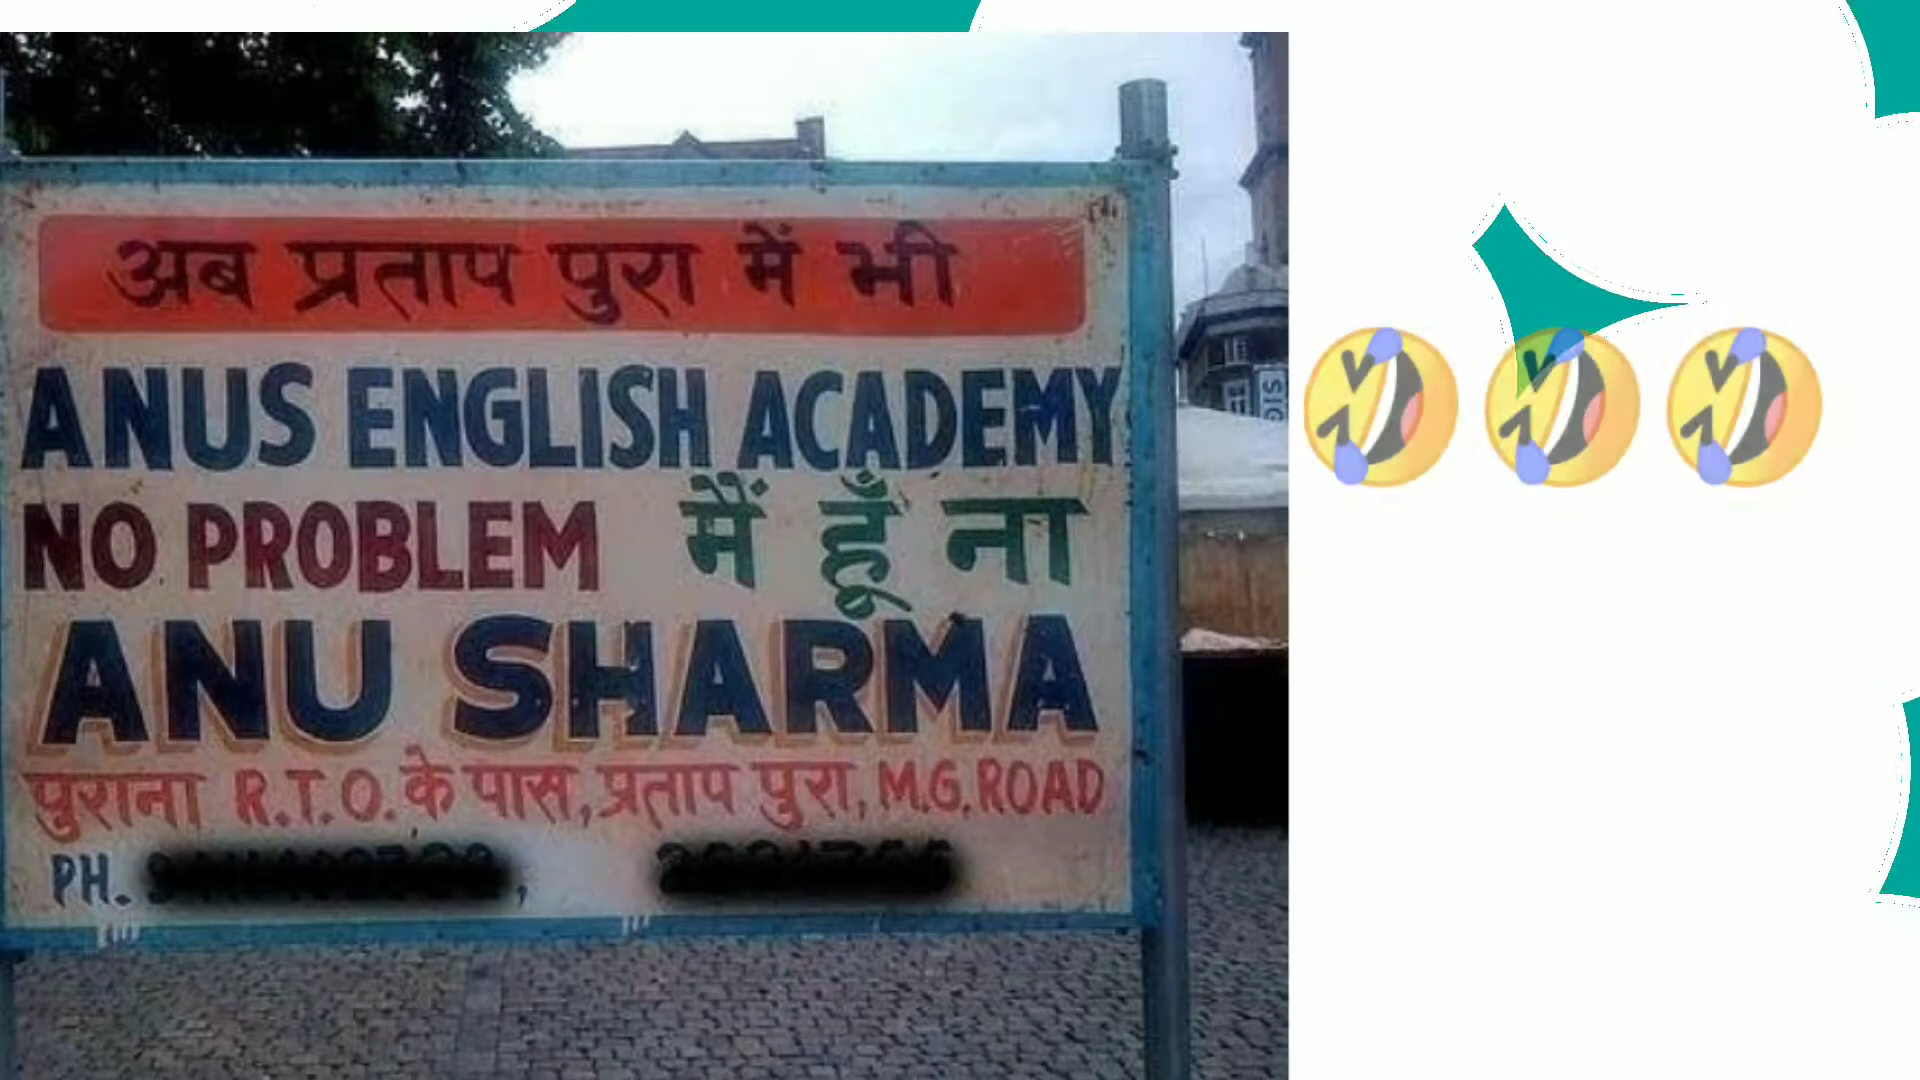 अब प्रताप पुरा में भी
ANUS ENGLISH ACADEMY
NO PROBLEM मैं हूँ ना
ANU SHARMA
पुराना R.T.O. के पास, प्रताप पुरा, M.G. ROAD
PH.